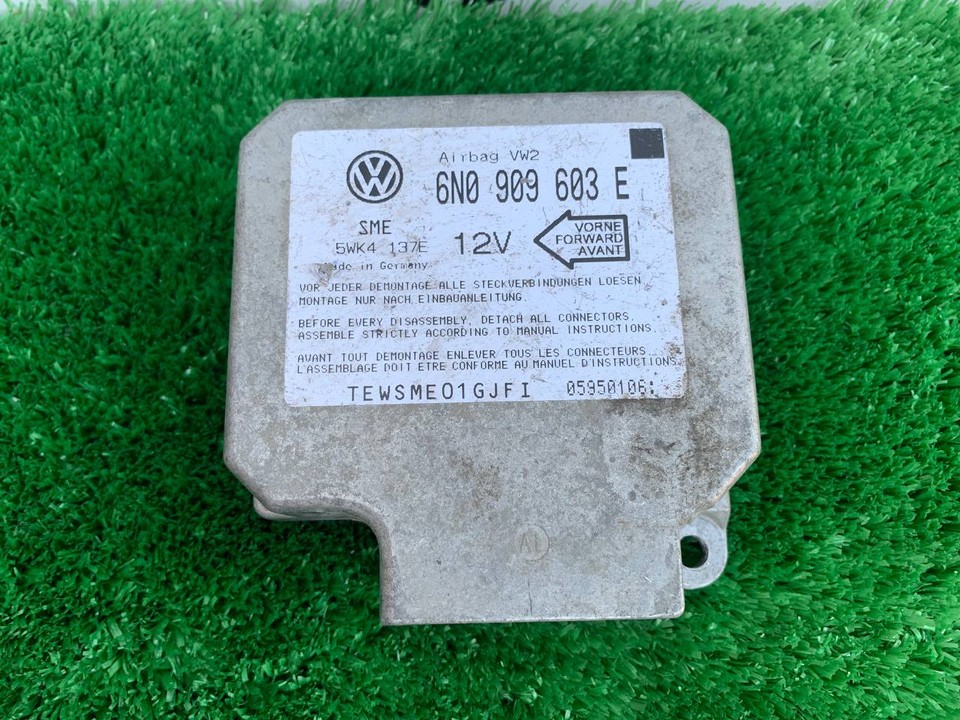 Airbag VW2
6N0 909 603 E
SME
5WK4 137E
12V
VORNE
FORWARD
AVANT
Made in Germany
VOR JEDER DEMONTAGE ALLE STECKVERBINDUNGEN LOESEN
MONTAGE NUR NACH EINBAUANLEITUNG.
BEFORE EVERY DISASSEMBLY, DETACH ALL CONNECTORS.
ASSEMBLE STRICTLY ACCORDING TO MANUAL INSTRUCTIONS.
AVANT TOUT DEMONTAGE ENLEVER TOUS LES CONNECTEURS.
L'ASSEMBLAGE DOIT ETRE CONFORME AU MANUEL D'INSTRUCTIONS.
TEWSME01GJFI
05950106
A1